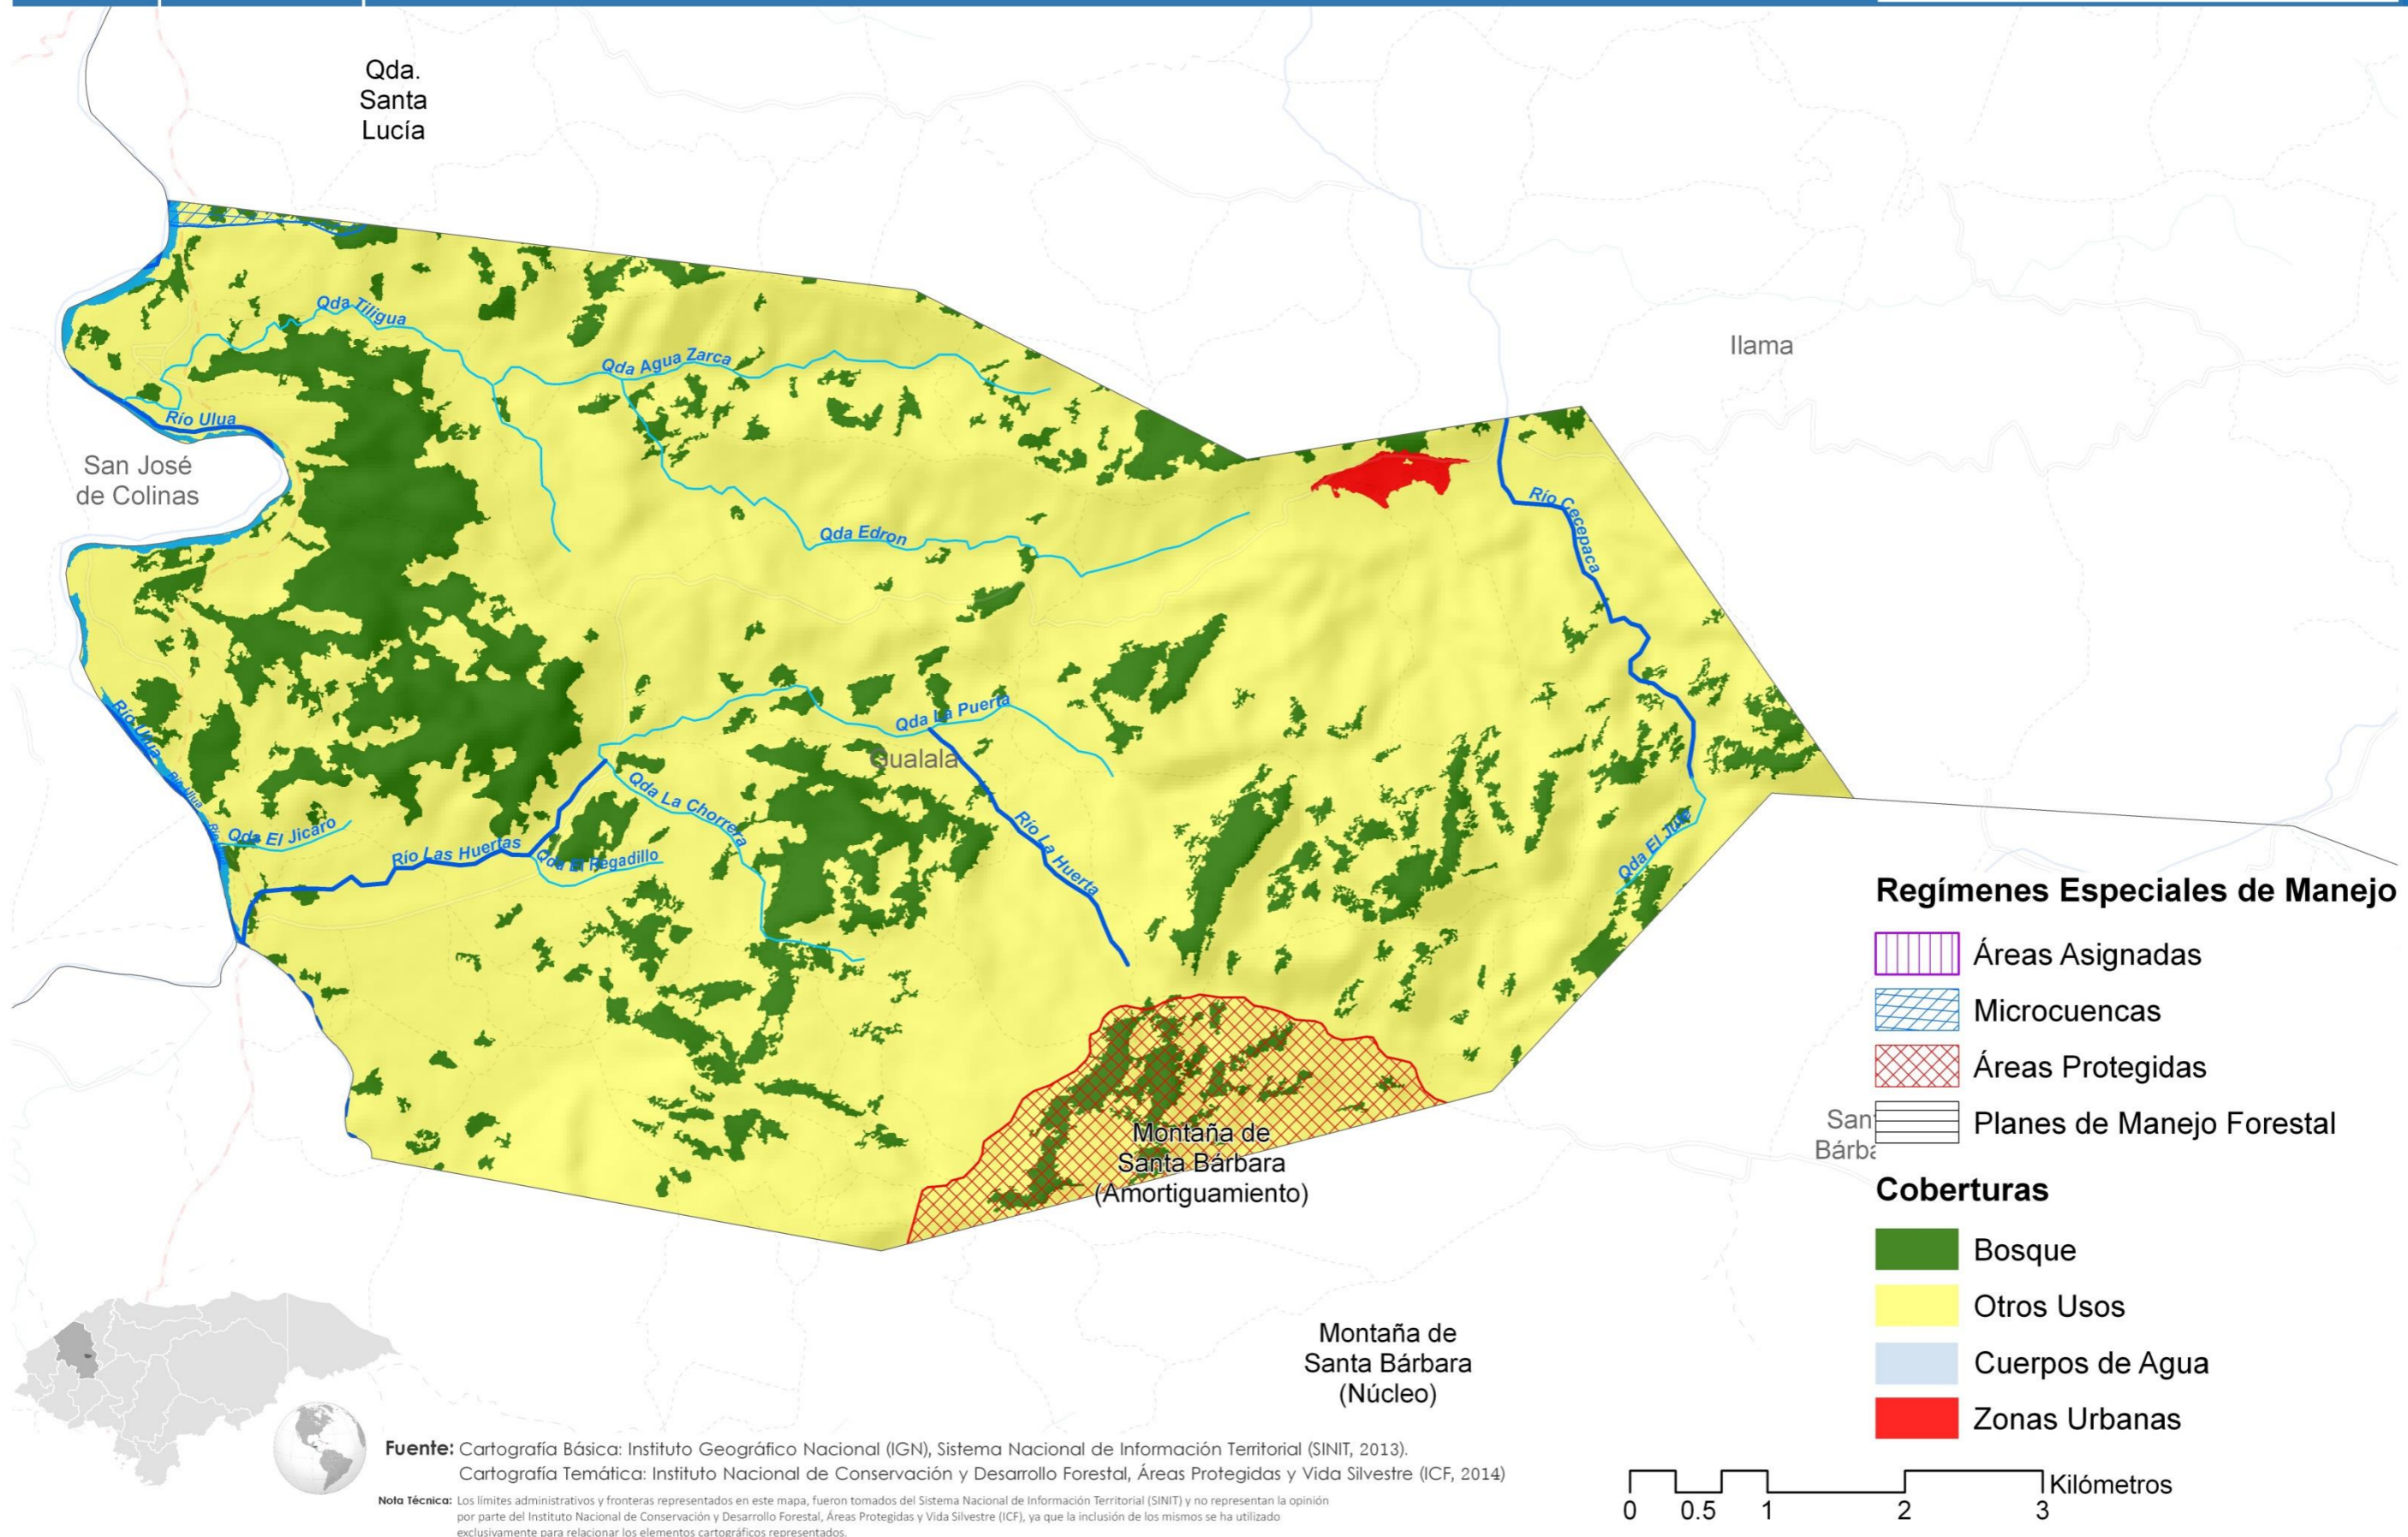 Qda.
Santa
Lucía
Qda Tiligua
Qda Agua Zarca
Ilama
Río Ulua
San José
de Colinas
Río Cecepaca
Qda Edron
Río Ulua
Qda La Puerta
Gualala
Río Ulua
Qda La Chorrera
Río La Huerta
Qda El Jicaro
Río Las Huertas
Qda El Regadillo
Qda El Jute
Montaña de
Santa Bárbara
(Amortiguamiento)
Montaña de
Santa Bárbara
(Núcleo)
Regímenes Especiales de Manejo
Áreas Asignadas
Microcuencas
Áreas Protegidas
Planes de Manejo Forestal
San
Bárba
Coberturas
Bosque
Otros Usos
Cuerpos de Agua
Zonas Urbanas
Kilómetros
0 0.5 1 2 3
Fuente: Cartografía Básica: Instituto Geográfico Nacional (IGN), Sistema Nacional de Información Territorial (SINIT, 2013).
Cartografía Temática: Instituto Nacional de Conservación y Desarrollo Forestal, Áreas Protegidas y Vida Silvestre (ICF, 2014)
Nota Técnica: Los límites administrativos y fronteras representados en este mapa, fueron tomados del Sistema Nacional de Información Territorial (SINIT) y no representan la opinión
por parte del Instituto Nacional de Conservación y Desarrollo Forestal, Áreas Protegidas y Vida Silvestre (ICF), ya que la inclusión de los mismos se ha utilizado
exclusivamente para relacionar los elementos cartográficos representados.